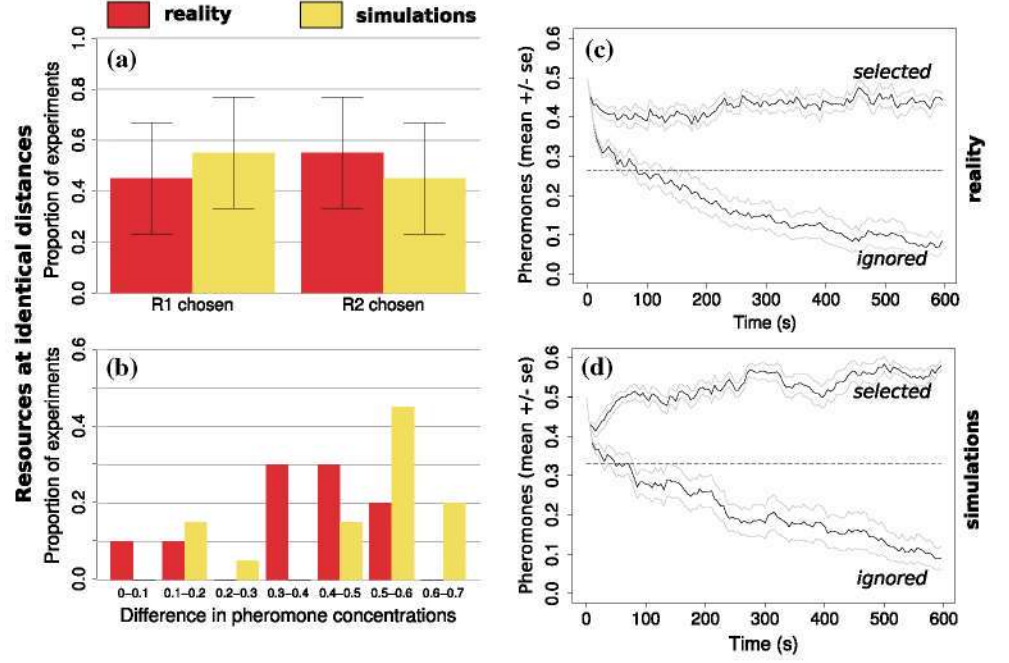 reality
simulations
Resources at identical distances
(a)
Proportion of experiments
1.0
0.8
0.6
0.4
0.2
0.0
R1 chosen
R2 chosen
(b)
Proportion of experiments
0.6
0.4
0.2
0.0
0–0.1 0.1–0.2 0.2–0.3 0.3–0.4 0.4–0.5 0.5–0.6 0.6–0.7
Difference in pheromone concentrations
(c)
Pheromones (mean +/- se)
0.6
0.5
0.4
0.3
0.2
0.1
0.0
selected
ignored
0 100 200 300 400 500 600
Time (s)
reality
(d)
Pheromones (mean +/- se)
0.6
0.5
0.4
0.3
0.2
0.1
0.0
selected
ignored
0 100 200 300 400 500 600
Time (s)
simulations